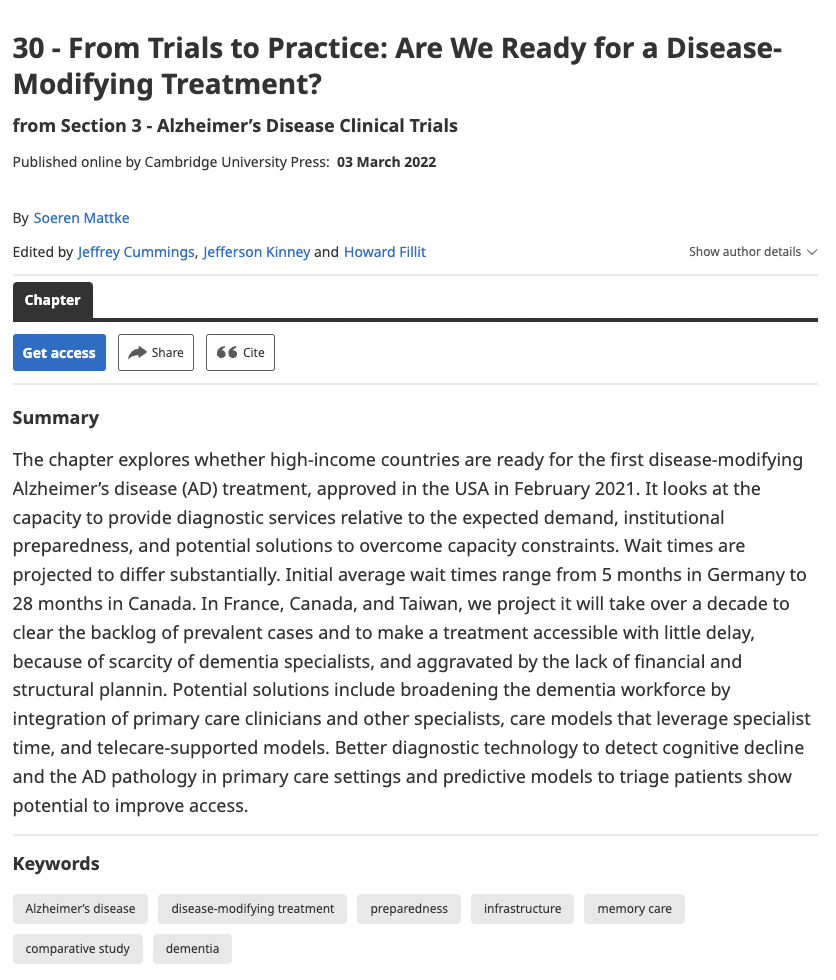 30 - From Trials to Practice: Are We Ready for a Disease-
Modifying Treatment?
from Section 3 - Alzheimer’s Disease Clinical Trials
Published online by Cambridge University Press: 03 March 2022
By Soeren Mattke
Edited by Jeffrey Cummings, Jefferson Kinney and Howard Fillit
Show author details
Chapter
Get access
Share
Cite
Summary
The chapter explores whether high-income countries are ready for the first disease-modifying
Alzheimer’s disease (AD) treatment, approved in the USA in February 2021. It looks at the
capacity to provide diagnostic services relative to the expected demand, institutional
preparedness, and potential solutions to overcome capacity constraints. Wait times are
projected to differ substantially. Initial average wait times range from 5 months in Germany to
28 months in Canada. In France, Canada, and Taiwan, we project it will take over a decade to
clear the backlog of prevalent cases and to make a treatment accessible with little delay,
because of scarcity of dementia specialists, and aggravated by the lack of financial and
structural plannin. Potential solutions include broadening the dementia workforce by
integration of primary care clinicians and other specialists, care models that leverage specialist
time, and telecare-supported models. Better diagnostic technology to detect cognitive decline
and the AD pathology in primary care settings and predictive models to triage patients show
potential to improve access.
Keywords
Alzheimer’s disease
disease-modifying treatment
preparedness
infrastructure
memory care
comparative study
dementia